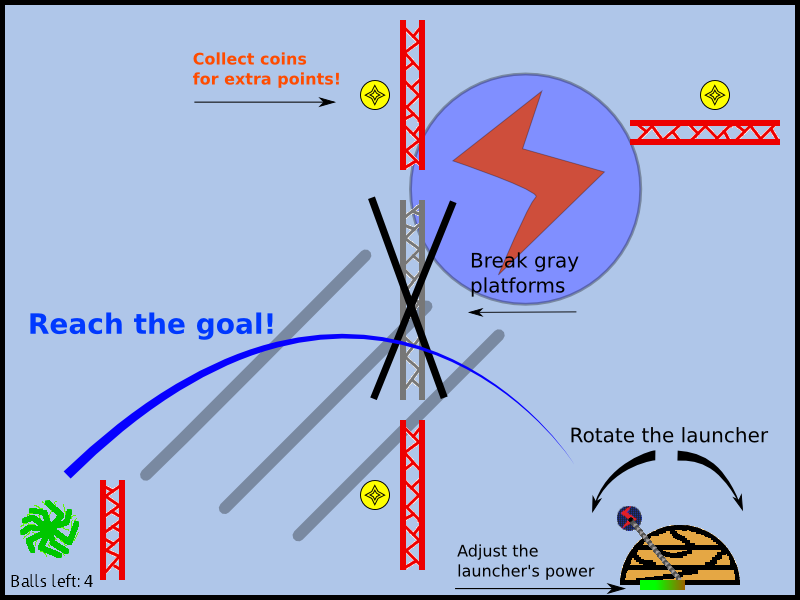 Collect coins
for extra points!
Break gray
platforms
Reach the goal!
Rotate the launcher
Adjust the
launcher's power
Balls left: 4